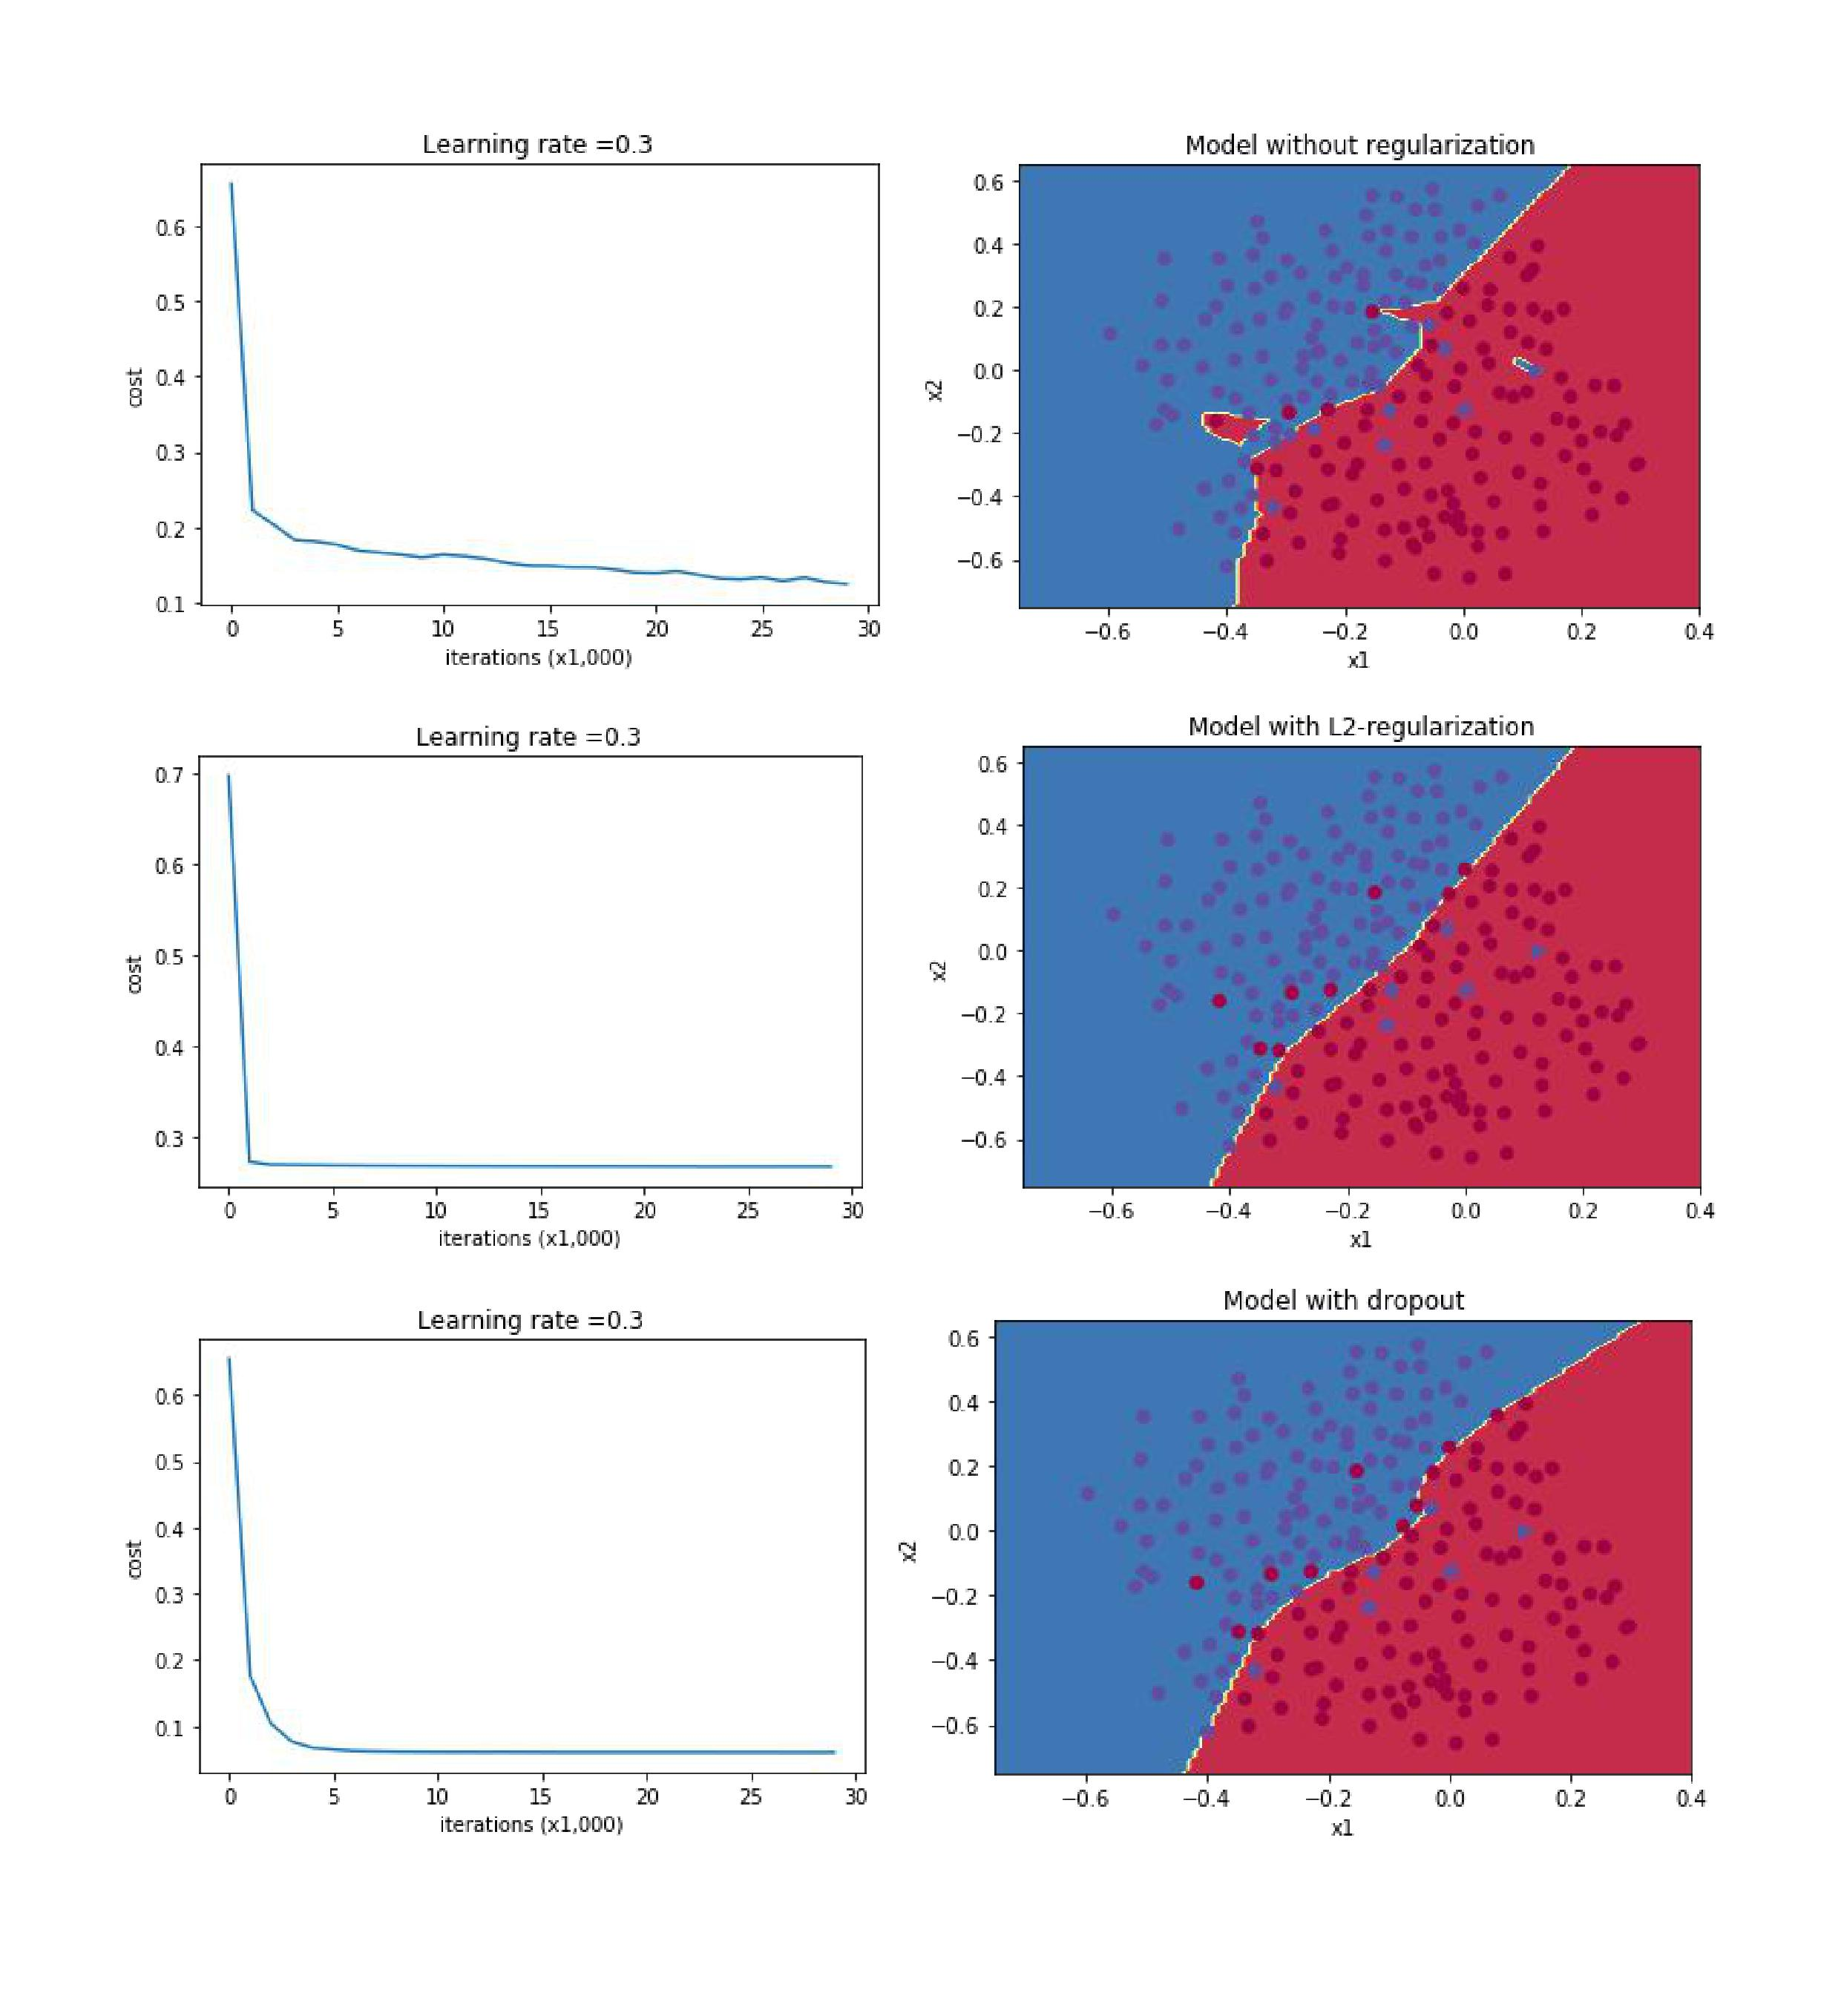 Learning rate =0.3
0.6
0.5
0.4
0.3
0.2
0.1
cost
0 5 10 15 20 25 30
iterations (x1,000)
Model without regularization
0.6
0.4
0.2
0.0
−0.2
−0.4
−0.6
x2
−0.6 −0.4 −0.2 0.0 0.2 0.4
x1
Learning rate =0.3
0.7
0.6
0.5
0.4
0.3
cost
0 5 10 15 20 25 30
iterations (x1,000)
Model with L2-regularization
0.6
0.4
0.2
0.0
−0.2
−0.4
−0.6
x2
−0.6 −0.4 −0.2 0.0 0.2 0.4
x1
Learning rate =0.3
0.6
0.5
0.4
0.3
0.2
0.1
cost
0 5 10 15 20 25 30
iterations (x1,000)
Model with dropout
0.6
0.4
0.2
0.0
−0.2
−0.4
−0.6
x2
−0.6 −0.4 −0.2 0.0 0.2 0.4
x1